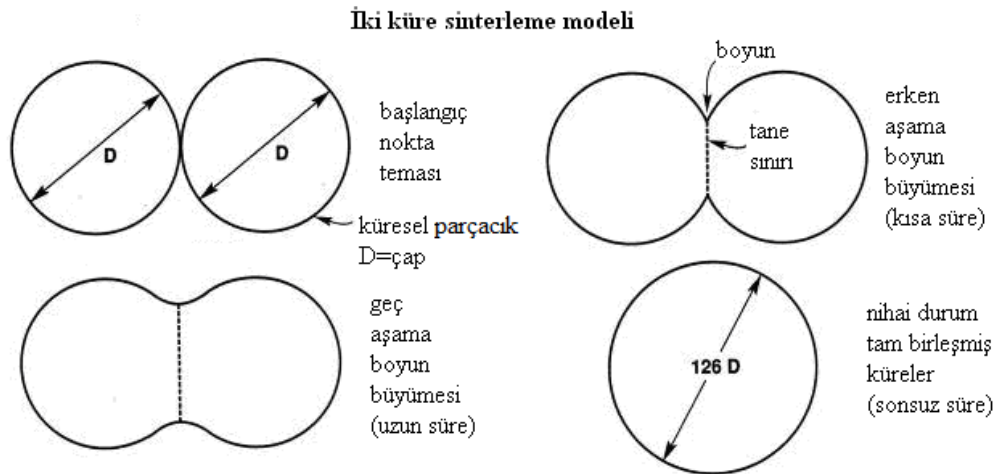 İki küre sinterleme modeli
D
D
başlangıç
nokta
teması
küresel parçacık
D=çap
boyun
tane
sınırı
erken
aşama
boyun
büyümesi
(kısa süre)
geç
aşama
boyun
büyümesi
(uzun süre)
126 D
nihai durum
tam birleşmiş
küreler
(sonsuz süre)